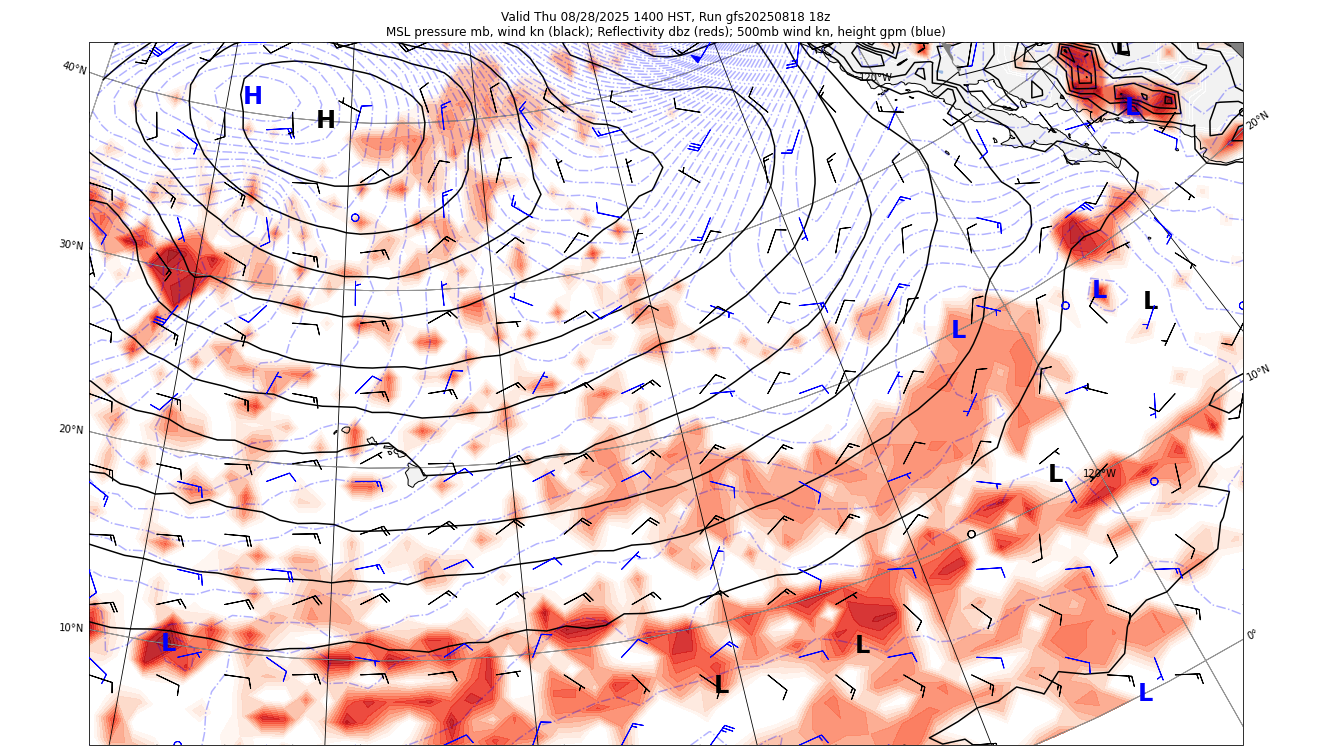 Valid Thu 08/28/2025 1400 HST, Run gfs20250818 18z
MSL pressure mb, wind kn (black); Reflectivity dbz (reds); 500mb wind kn, height gpm (blue)
L
40°N
120°W
H
L
H
20°N
30°N
L
L
L
10°N
20°N
L
120°W
10°N
0°
L
L
L
L